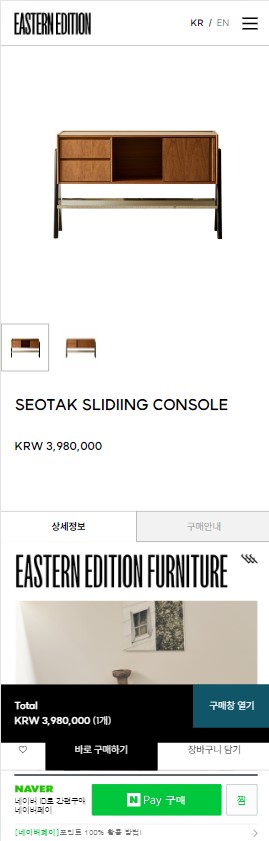 EASTERN EDITION
KR / EN
SEOTAK SLIDIING CONSOLE
KRW 3,980,000
상세정보
구매안내
EASTERN EDITION FURNITURE
Total
KRW 3,980,000 (1개)
구매창 열기
바로 구매하기
장바구니 담기
NAVER
네이버 ID로 간편구매
네이버페이
N Pay 구매
찜
[네이버페이]포인트 100% 활용 꿀팁!